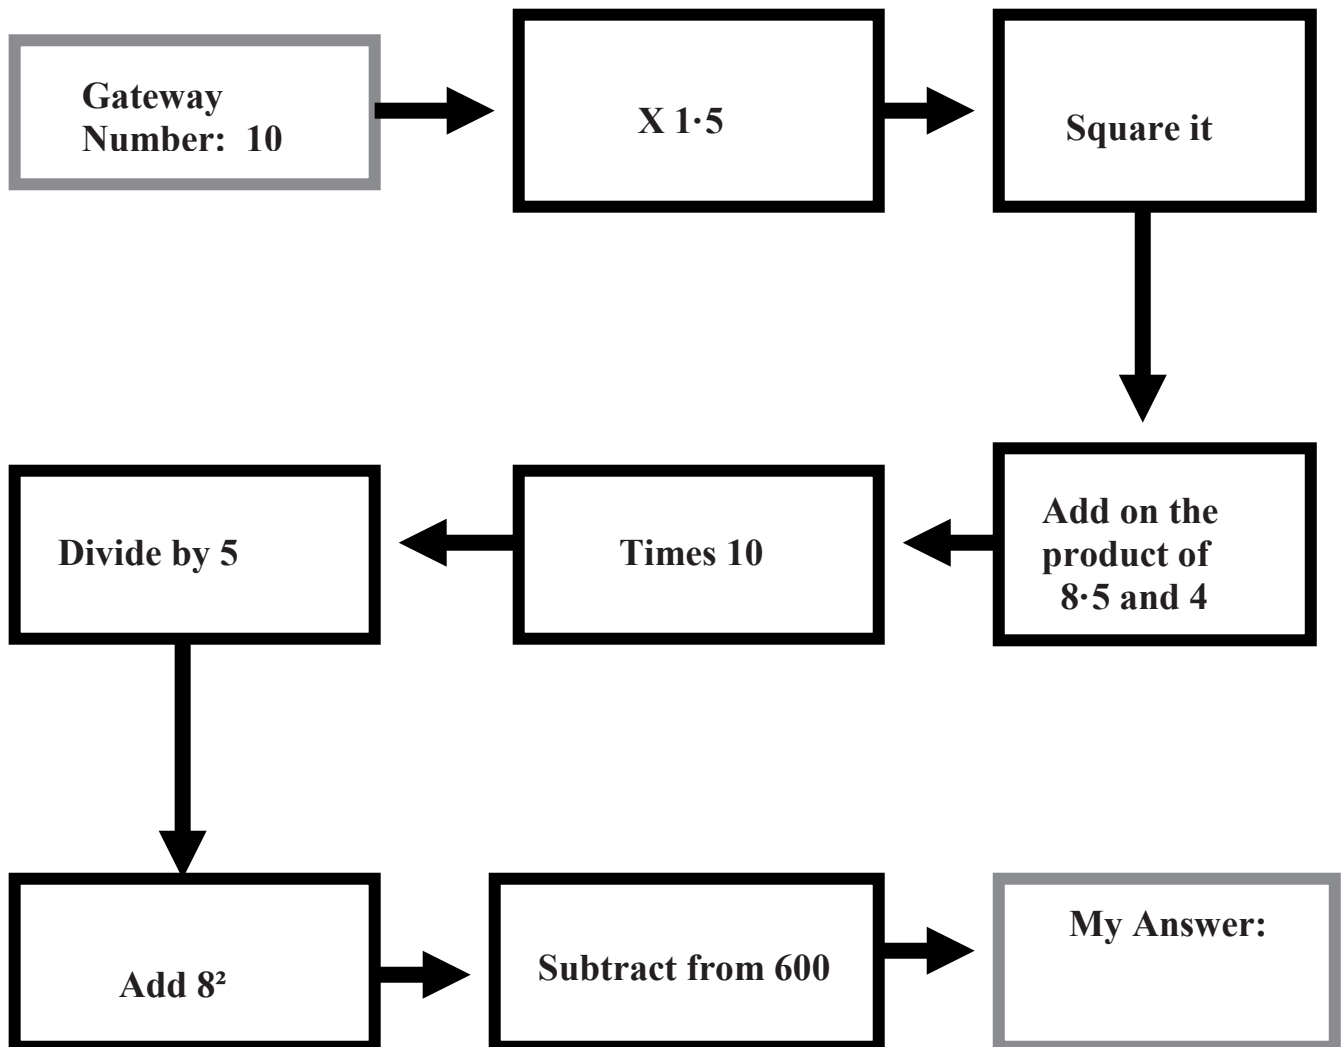 Gateway
Number: 10
X 1·5
Square it
Add on the
product of
8·5 and 4
Times 10
Divide by 5
Add 8²
Subtract from 600
My Answer: